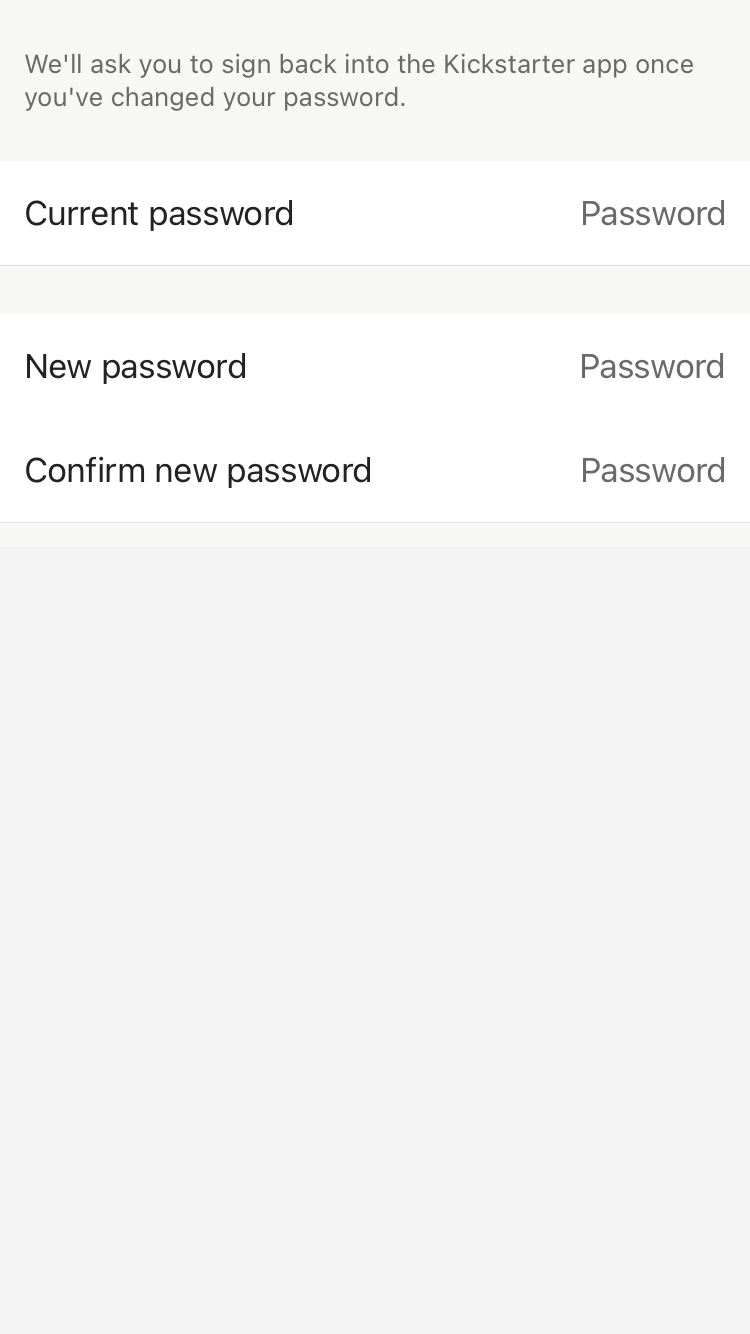 We'll ask you to sign back into the Kickstarter app once
you've changed your password.
Current password Password
New password Password
Confirm new password Password